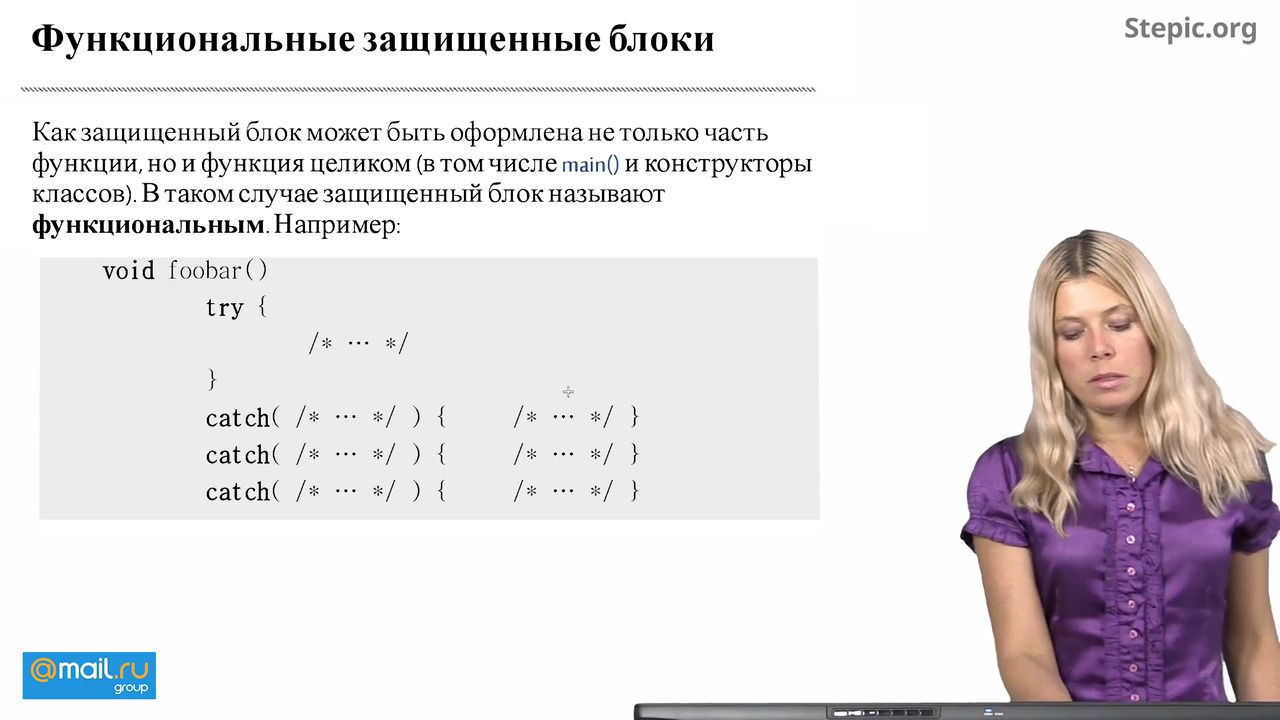 Функциональные защищенные блоки
Stepic.org
Как защищенный блок может быть оформлена не только часть
функции, но и функция целиком (в том числе main() и конструкторы
классов). В таком случае защищенный блок называют
функциональным. Например:
void foobar()
try {
/* … */
}
catch( /* … */ ) { /* … */ }
catch( /* … */ ) { /* … */ }
catch( /* … */ ) { /* … */ }
@mail.ru
group